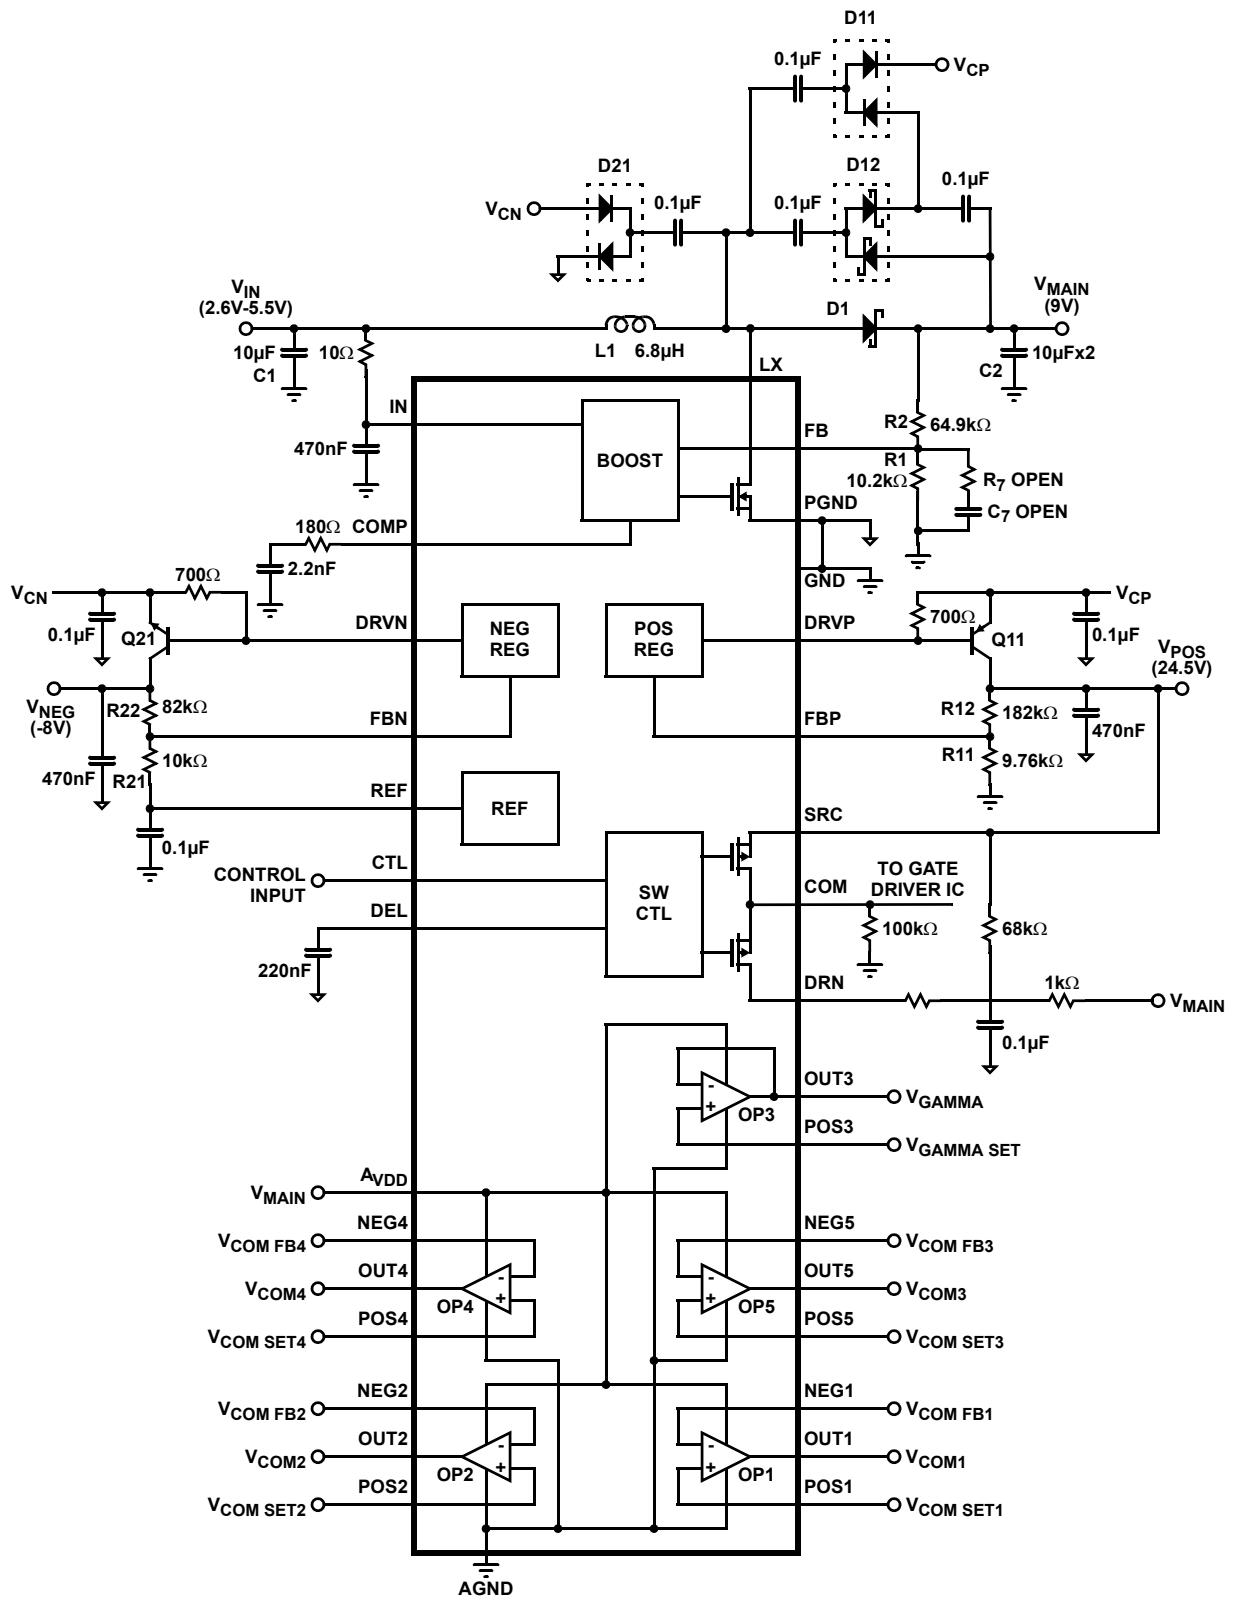 D11
0.1µF
VCP
D12
D21
0.1µF
VCN
0.1µF
0.1µF
VIN
(2.6V-5.5V)
VMAIN
(9V)
D1
10µF
C1
10Ω
L1 6.8µH
LX
C2
10µFx2
IN
R2 64.9kΩ
FB
470nF
BOOST
R1
10.2kΩ
R7 OPEN
PGND
C7 OPEN
180Ω
COMP
2.2nF
GND
700Ω
VCN
VCP
0.1µF
Q21
DRVN
NEG
REG
POS
REG
DRVP
700Ω
Q11
0.1µF
VPOS
(24.5V)
VNEG
(-8V)
R22
82kΩ
FBN
FBP
R12
182kΩ
470nF
470nF
R21
10kΩ
R11
9.76kΩ
REF
REF
SRC
0.1µF
CTL
CONTROL
INPUT
SW
CTL
COM
TO GATE
DRIVER IC
DEL
100kΩ
68kΩ
220nF
DRN
1kΩ
VMAIN
0.1µF
OUT3
-
+
OP3
VGAMMA
POS3
VGAMMA SET
AVDD
VMAIN
NEG4
NEG5
VCOM FB4
VCOM FB3
OUT4
OUT5
-
+
-
+
VCOM4
OP4
OP5
VCOM3
POS4
POS5
VCOM SET4
VCOM SET3
NEG2
NEG1
VCOM FB2
VCOM FB1
OUT2
OUT1
-
+
-
+
VCOM2
OP2
OP1
VCOM1
POS2
POS1
VCOM SET2
VCOM SET1
AGND